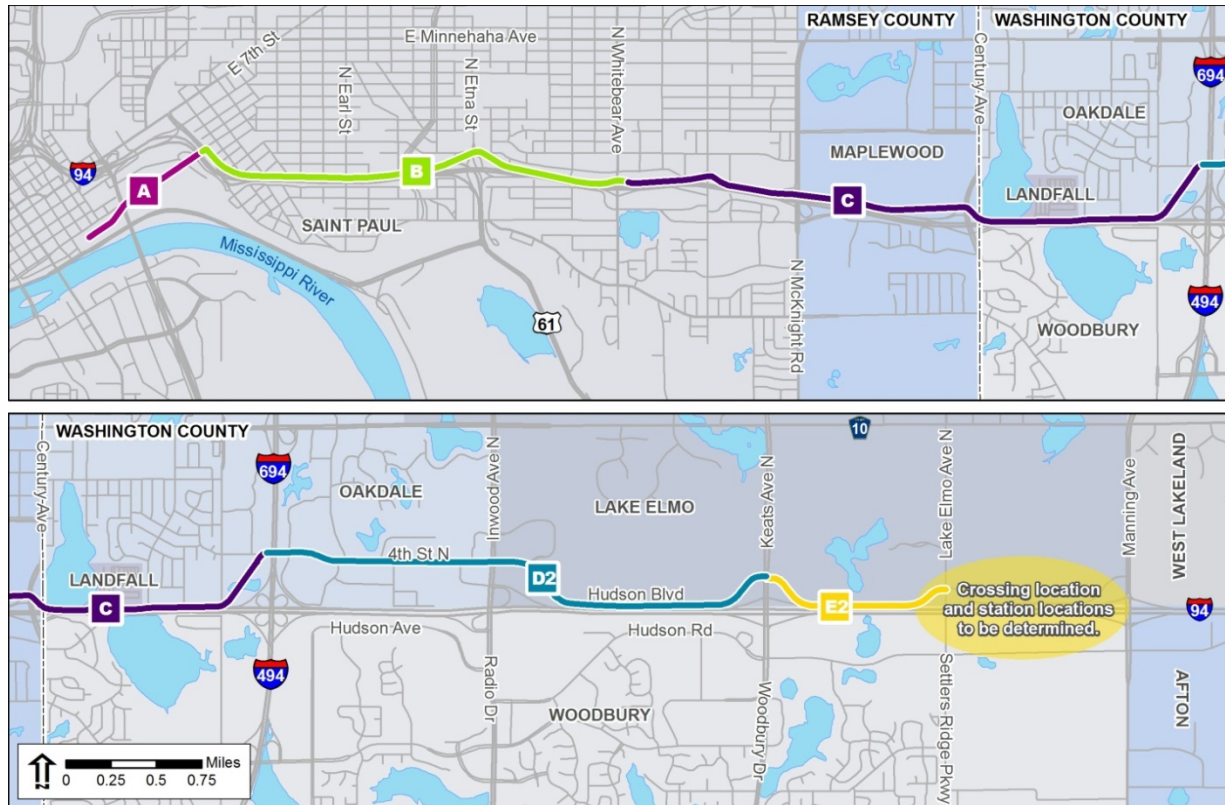 RAMSEY COUNTY
WASHINGTON COUNTY
E Minnehaha Ave
E 7th St
N Earl St
N Etna St
N Whitebear Ave
Century Ave
694
OAKDALE
MAPLEWOOD
94
A
B
C
LANDFALL
SAINT PAUL
Mississippi River
N McKnight Rd
61
494
WOODBURY
WASHINGTON COUNTY
Century Ave
694
OAKDALE
Inwood Ave N
LAKE ELMO
Keats Ave N
10
Lake Elmo Ave N
Manning Ave
WEST LAKELAND
4th St N
LANDFALL
C
D2
Hudson Blvd
E2
Crossing location
and station locations
to be determined.
94
Hudson Ave
Hudson Rd
494
Radio Dr
WOODBURY
Woodbury Dr
Settlers Ridge Pkwy
AFTON
N
Miles
0 0.25 0.5 0.75